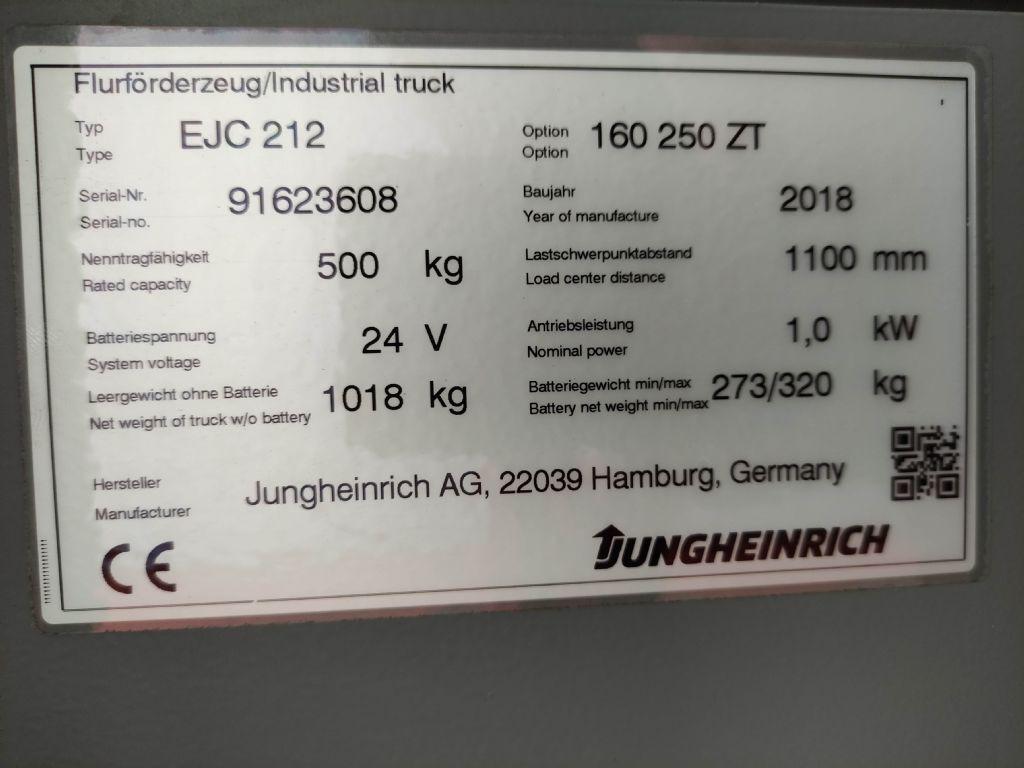 Flurförderzeug/Industrial truck
Typ
Type
EJC 212
Option
Option
160 250 ZT
Serial-Nr.
Serial-no.
91623608
Baujahr
Year of manufacture
2018
Nenntragfähigkeit
Rated capacity
500 kg
Lastschwerpunktabstand
Load center distance
1100 mm
Batteriespannung
System voltage
24 V
Antriebsleistung
Nominal power
1,0 kW
Leergewicht ohne Batterie
Net weight of truck w/o battery
1018 kg
Batteriegewicht min/max
Battery net weight min/max
273/320 kg
Hersteller
Manufacturer
Jungheinrich AG, 22039 Hamburg, Germany
CE
JUNGHEINRICH